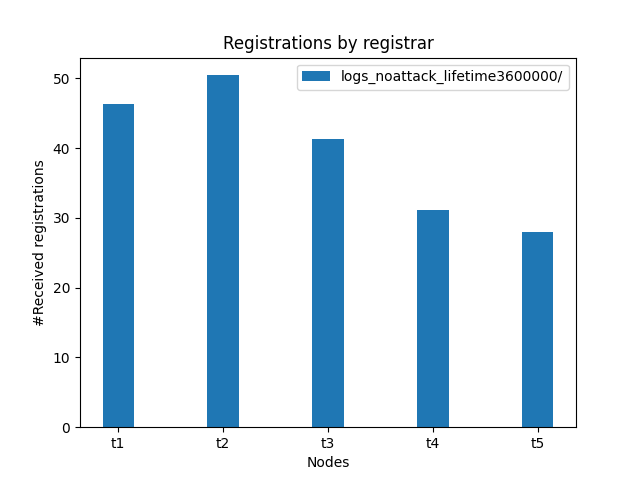 Registrations by registrar
logs_noattack_lifetime3600000/
#Received registrations
50
40
30
20
10
0
t1 t2 t3 t4 t5
Nodes